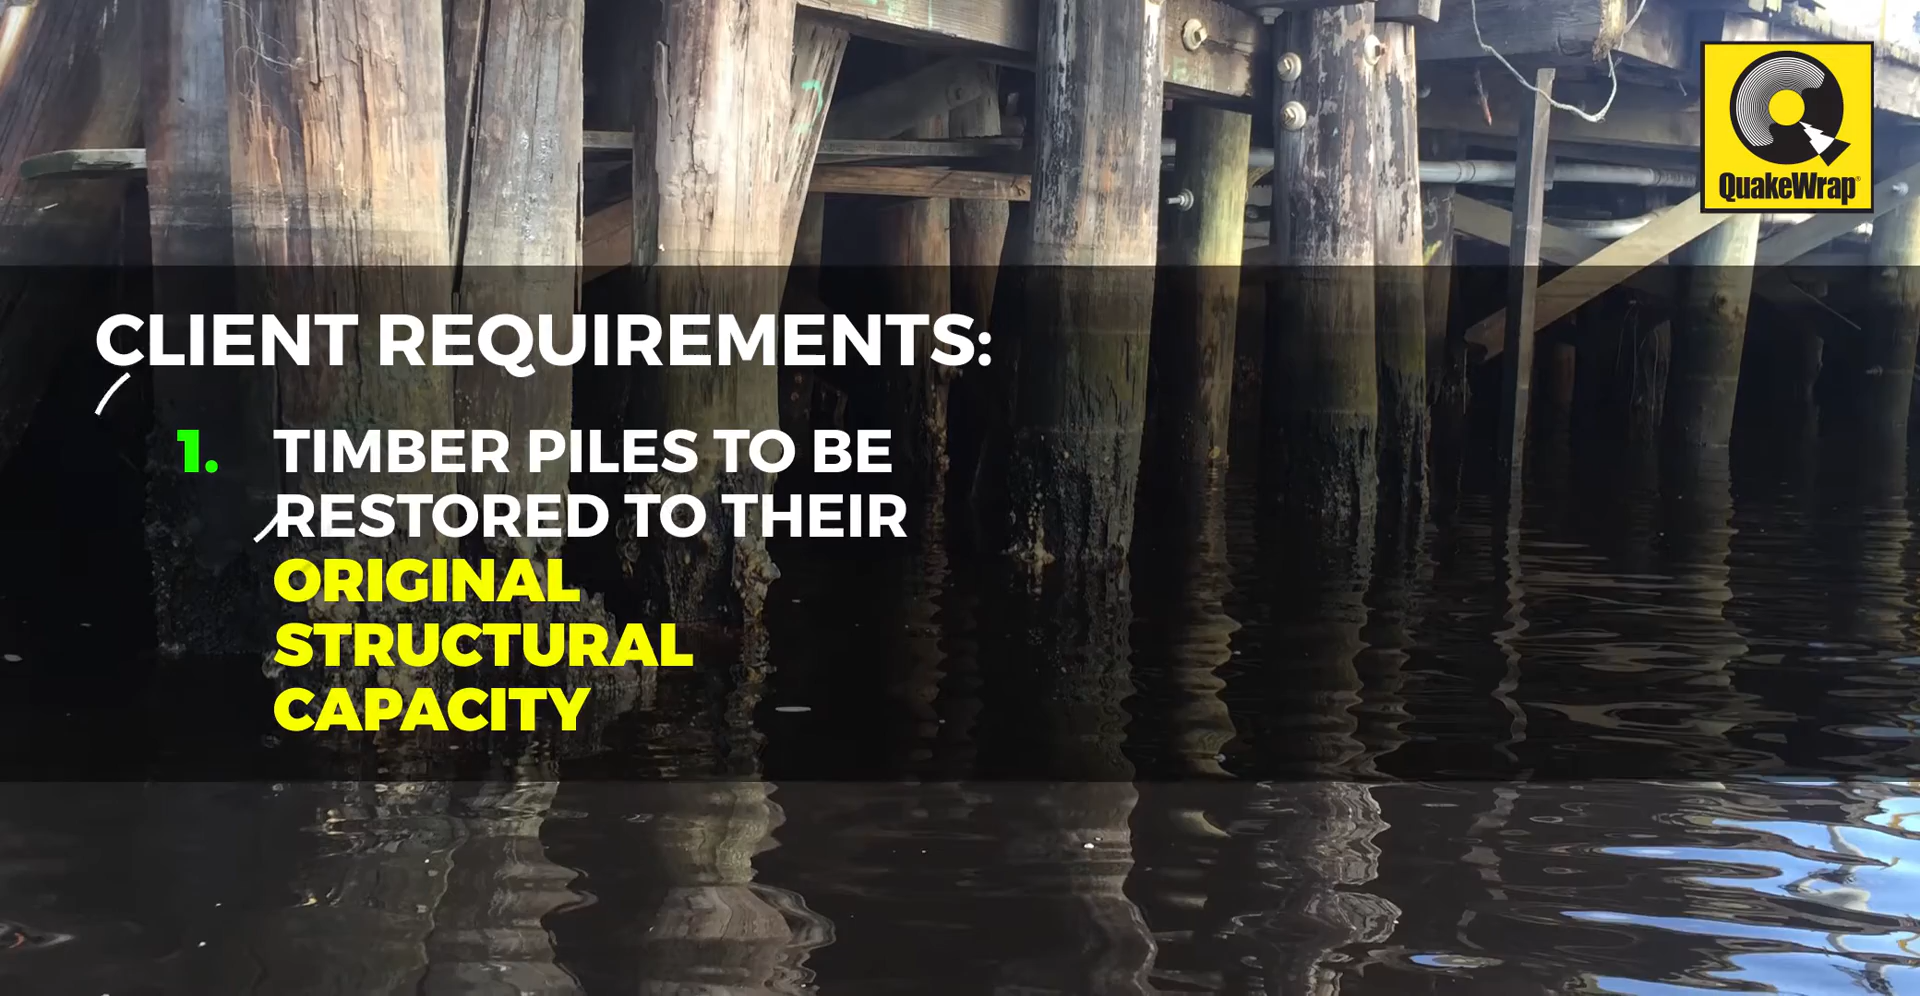 QuakeWrap®
CLIENT REQUIREMENTS:
1. TIMBER PILES TO BE
RESTORED TO THEIR
ORIGINAL
STRUCTURAL
CAPACITY